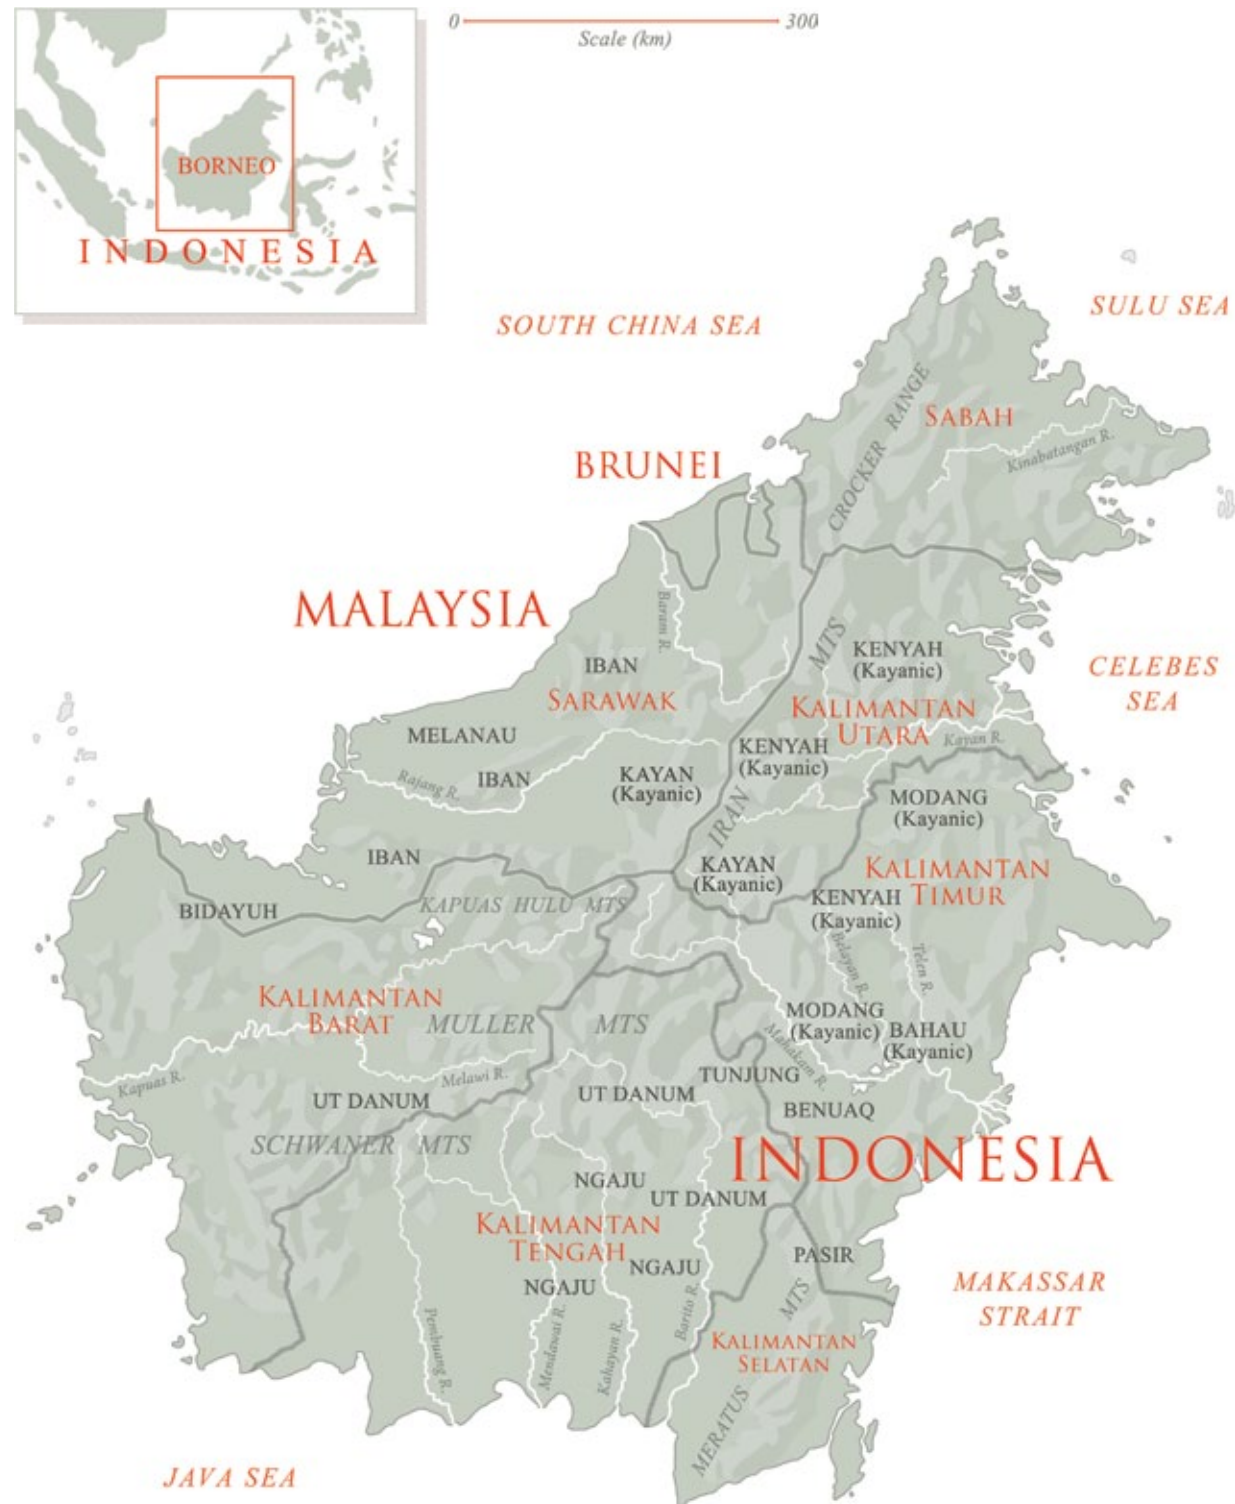 0 300
Scale (km)
BORNEO
INDONESIA
SOUTH CHINA SEA
SULU SEA
CROCKER RANGE
SABAH
Kinabatangan R.
BRUNEI
MALAYSIA
Baram R.
MTS
KENYAH
(Kayanic)
CELEBES
SEA
IBAN
SARAWAK
KALIMANTAN
UTARA
Kayan R.
MELANAU
KENYAH
(Kayanic)
Rajang R.
IBAN
KAYAN
(Kayanic)
IRAN
MODANG
(Kayanic)
IBAN
KAYAN
(Kayanic)
KALIMANTAN
TIMUR
BIDAYUH
KAPUAS HULU MTS
KENYAH
(Kayanic)
Belayan R.
Telen R.
KALIMANTAN
BARAT
MULLER MTS
MODANG
(Kayanic)
BAHAU
(Kayanic)
Mahakam R.
Kapuas R.
Melawi R.
TUNJUNG
UT DANUM
UT DANUM
BENUAQ
SCHWANER MTS
INDONESIA
NGAJU
UT DANUM
KALIMANTAN
TENGAH
NGAJU
NGAJU
PASIR
MAKASSAR
STRAIT
MTS
Pembuang R.
Mendawai R.
Kahayan R.
Barito R.
KALIMANTAN
SELATAN
MERATUS
JAVA SEA